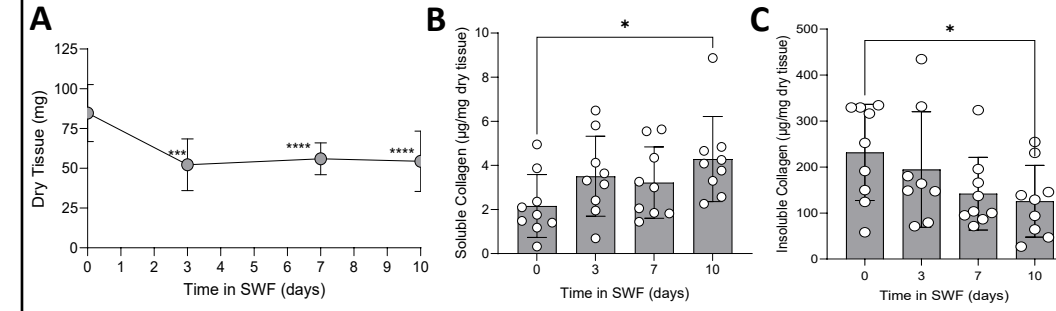 A
Dry Tissue (mg)
125
100
75
50
25
0
***
****
****
0 1 2 3 4 5 6 7 8 9 10
Time in SWF (days)
B
Soluble Collagen (µg/mg dry tissue)
10
8
6
4
2
0
*
0 3 7 10
Time in SWF (days)
C
Insoluble Collagen (µg/mg dry tissue)
500
400
300
200
100
0
*
0 3 7 10
Time in SWF (days)